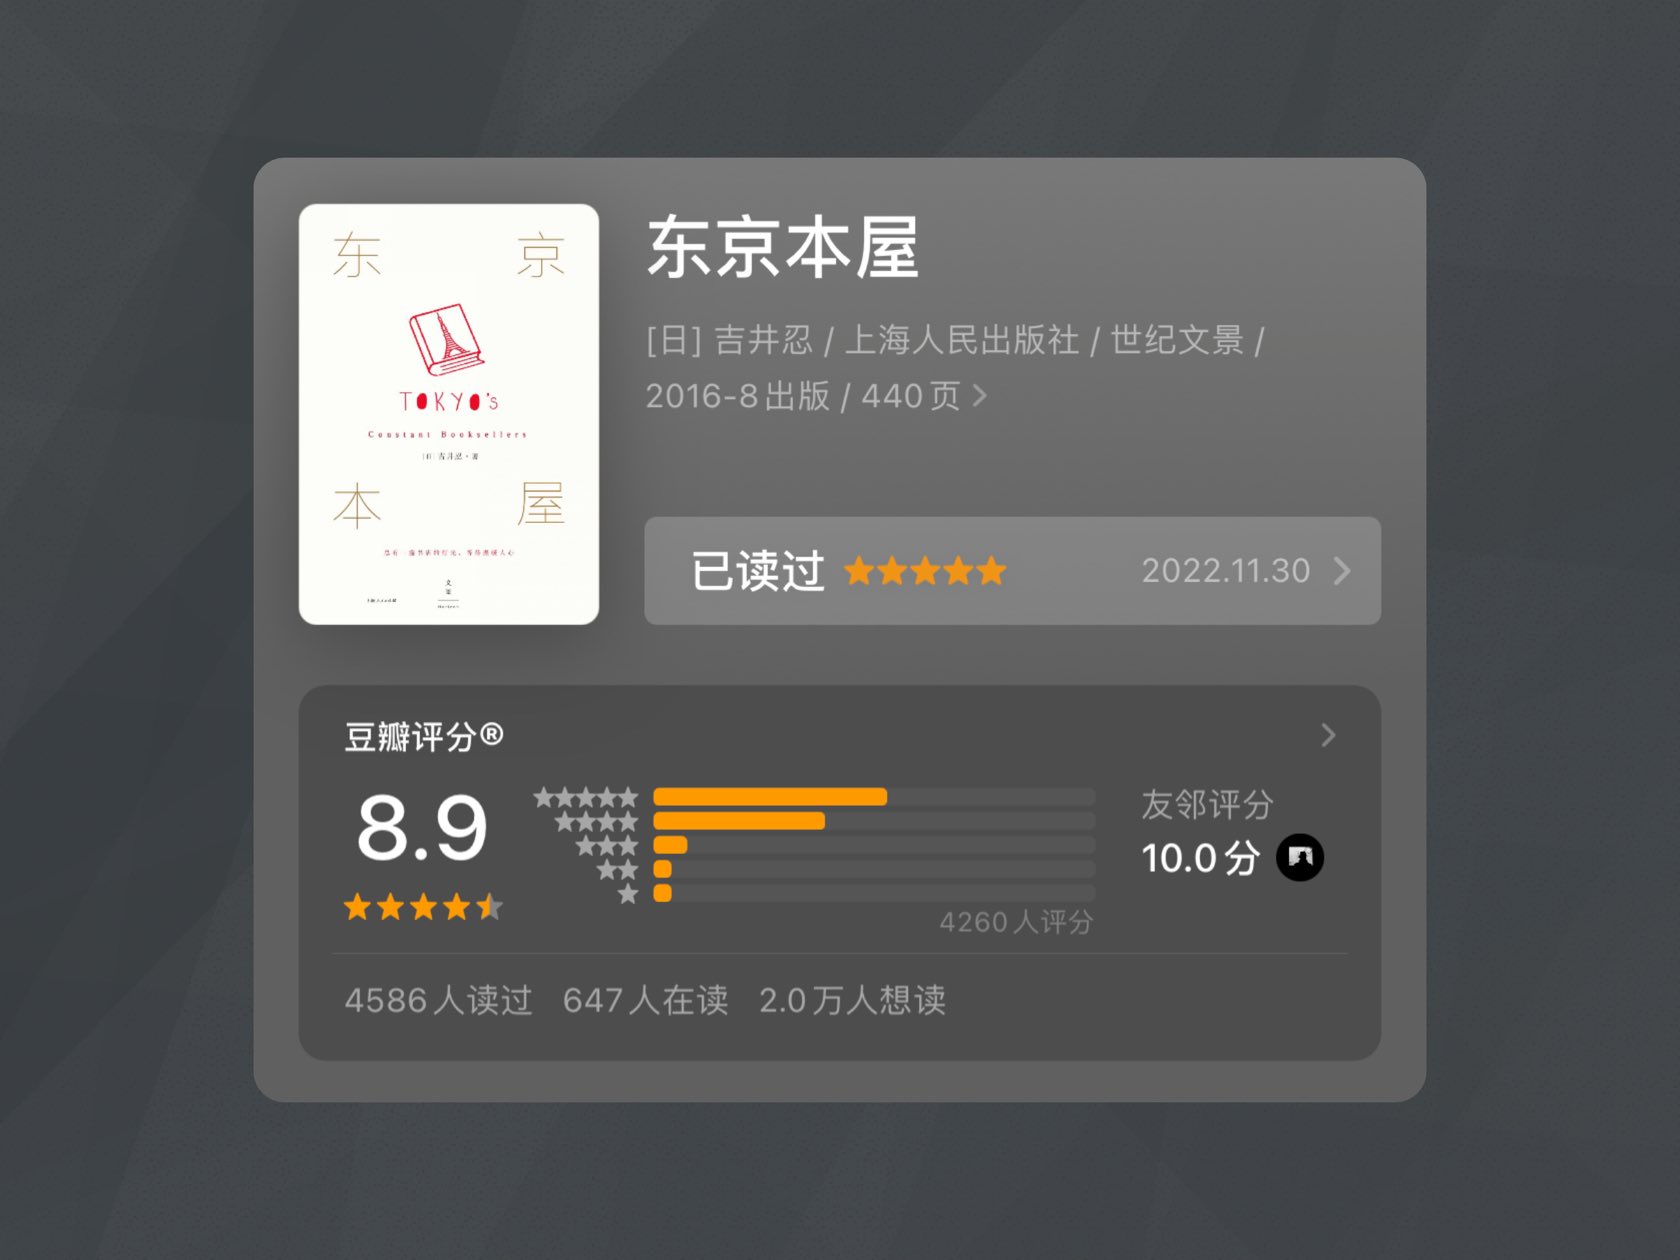 东 京
TOKYO's
Constant Booksellers
[日] 吉井忍·著
本 屋
文
景
Horizon
东京本屋
[日] 吉井忍 / 上海人民出版社 / 世纪文景 /
2016-8 出版 / 440 页
已读过 2022.11.30
豆瓣评分®
8.9
4260 人评分
友邻评分
10.0 分
4586 人读过 647 人在读 2.0 万人想读